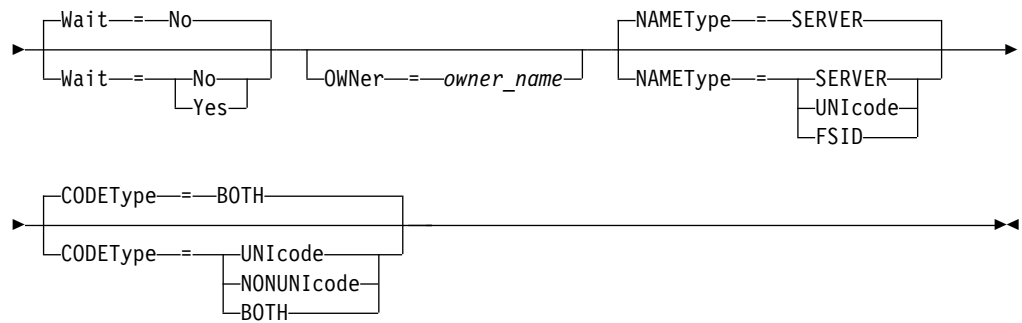 Wait = No NAMEType = SERVER
Wait = No OWNer = owner_name NAMEType = SERVER
Yes UNIcode
FSID
CODEType = BOTH
CODEType = UNIcode
NONUNIcode
BOTH